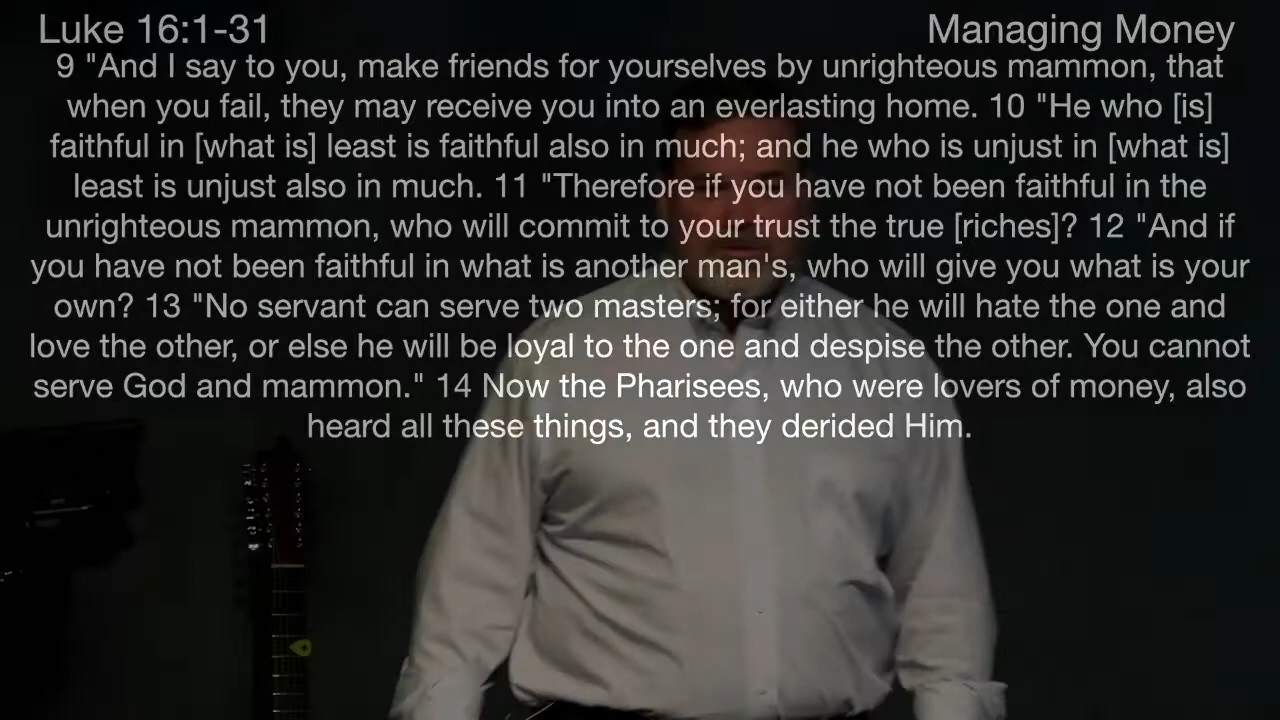 Luke 16:1-31
Managing Money
9 "And I say to you, make friends for yourselves by unrighteous mammon, that
when you fail, they may receive you into an everlasting home. 10 "He who [is]
faithful in [what is] least is faithful also in much; and he who is unjust in [what is]
least is unjust also in much. 11 "Therefore if you have not been faithful in the
unrighteous mammon, who will commit to your trust the true [riches]? 12 "And if
you have not been faithful in what is another man's, who will give you what is your
own? 13 "No servant can serve two masters; for either he will hate the one and
love the other, or else he will be loyal to the one and despise the other. You cannot
serve God and mammon." 14 Now the Pharisees, who were lovers of money, also
heard all these things, and they derided Him.